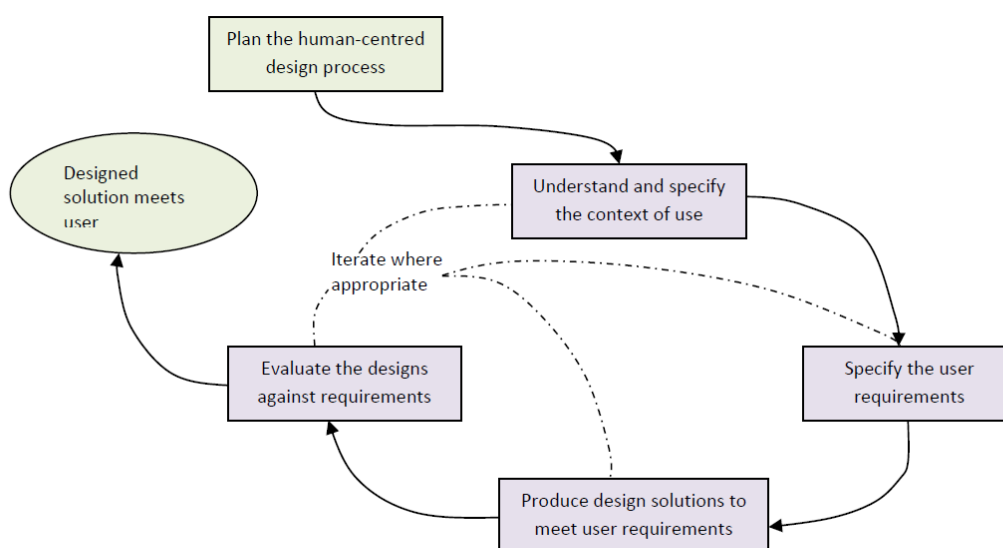 Plan the human-centred
design process
Designed
solution meets
user
Understand and specify
the context of use
Iterate where
appropriate
Evaluate the designs
against requirements
Specify the user
requirements
Produce design solutions to
meet user requirements